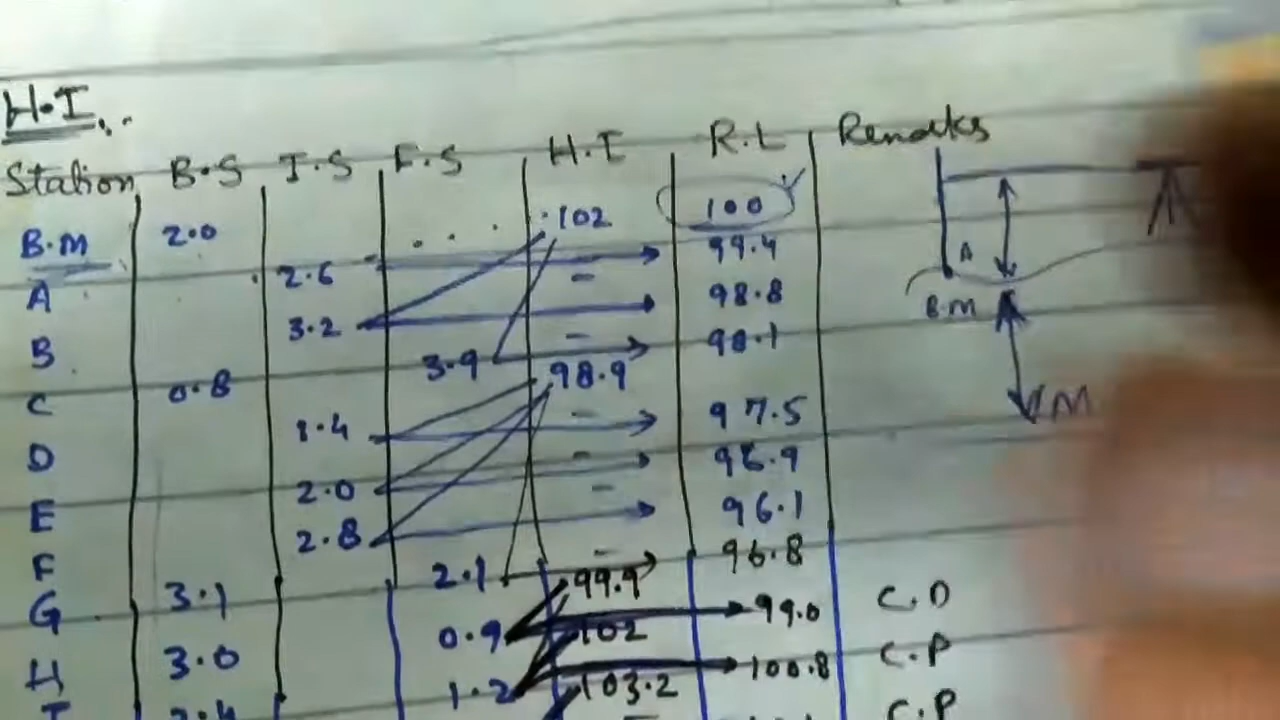 H.I..
Station B.S I.S F.S H.I R.L Remarks
B.M 2.0 102 100
A 2.6 - 99.4
B 3.2 - 98.8
C 0.8 3.9 98.9 98.1
D 1.4 - 97.5
E 2.0 - 96.9
F 2.8 - 96.1
G 3.1 2.1 99.9 96.8
H 3.0 0.9 102 99.0 C.P
I 2.4 1.2 103.2 100.8 C.P
C.P
A
B.M